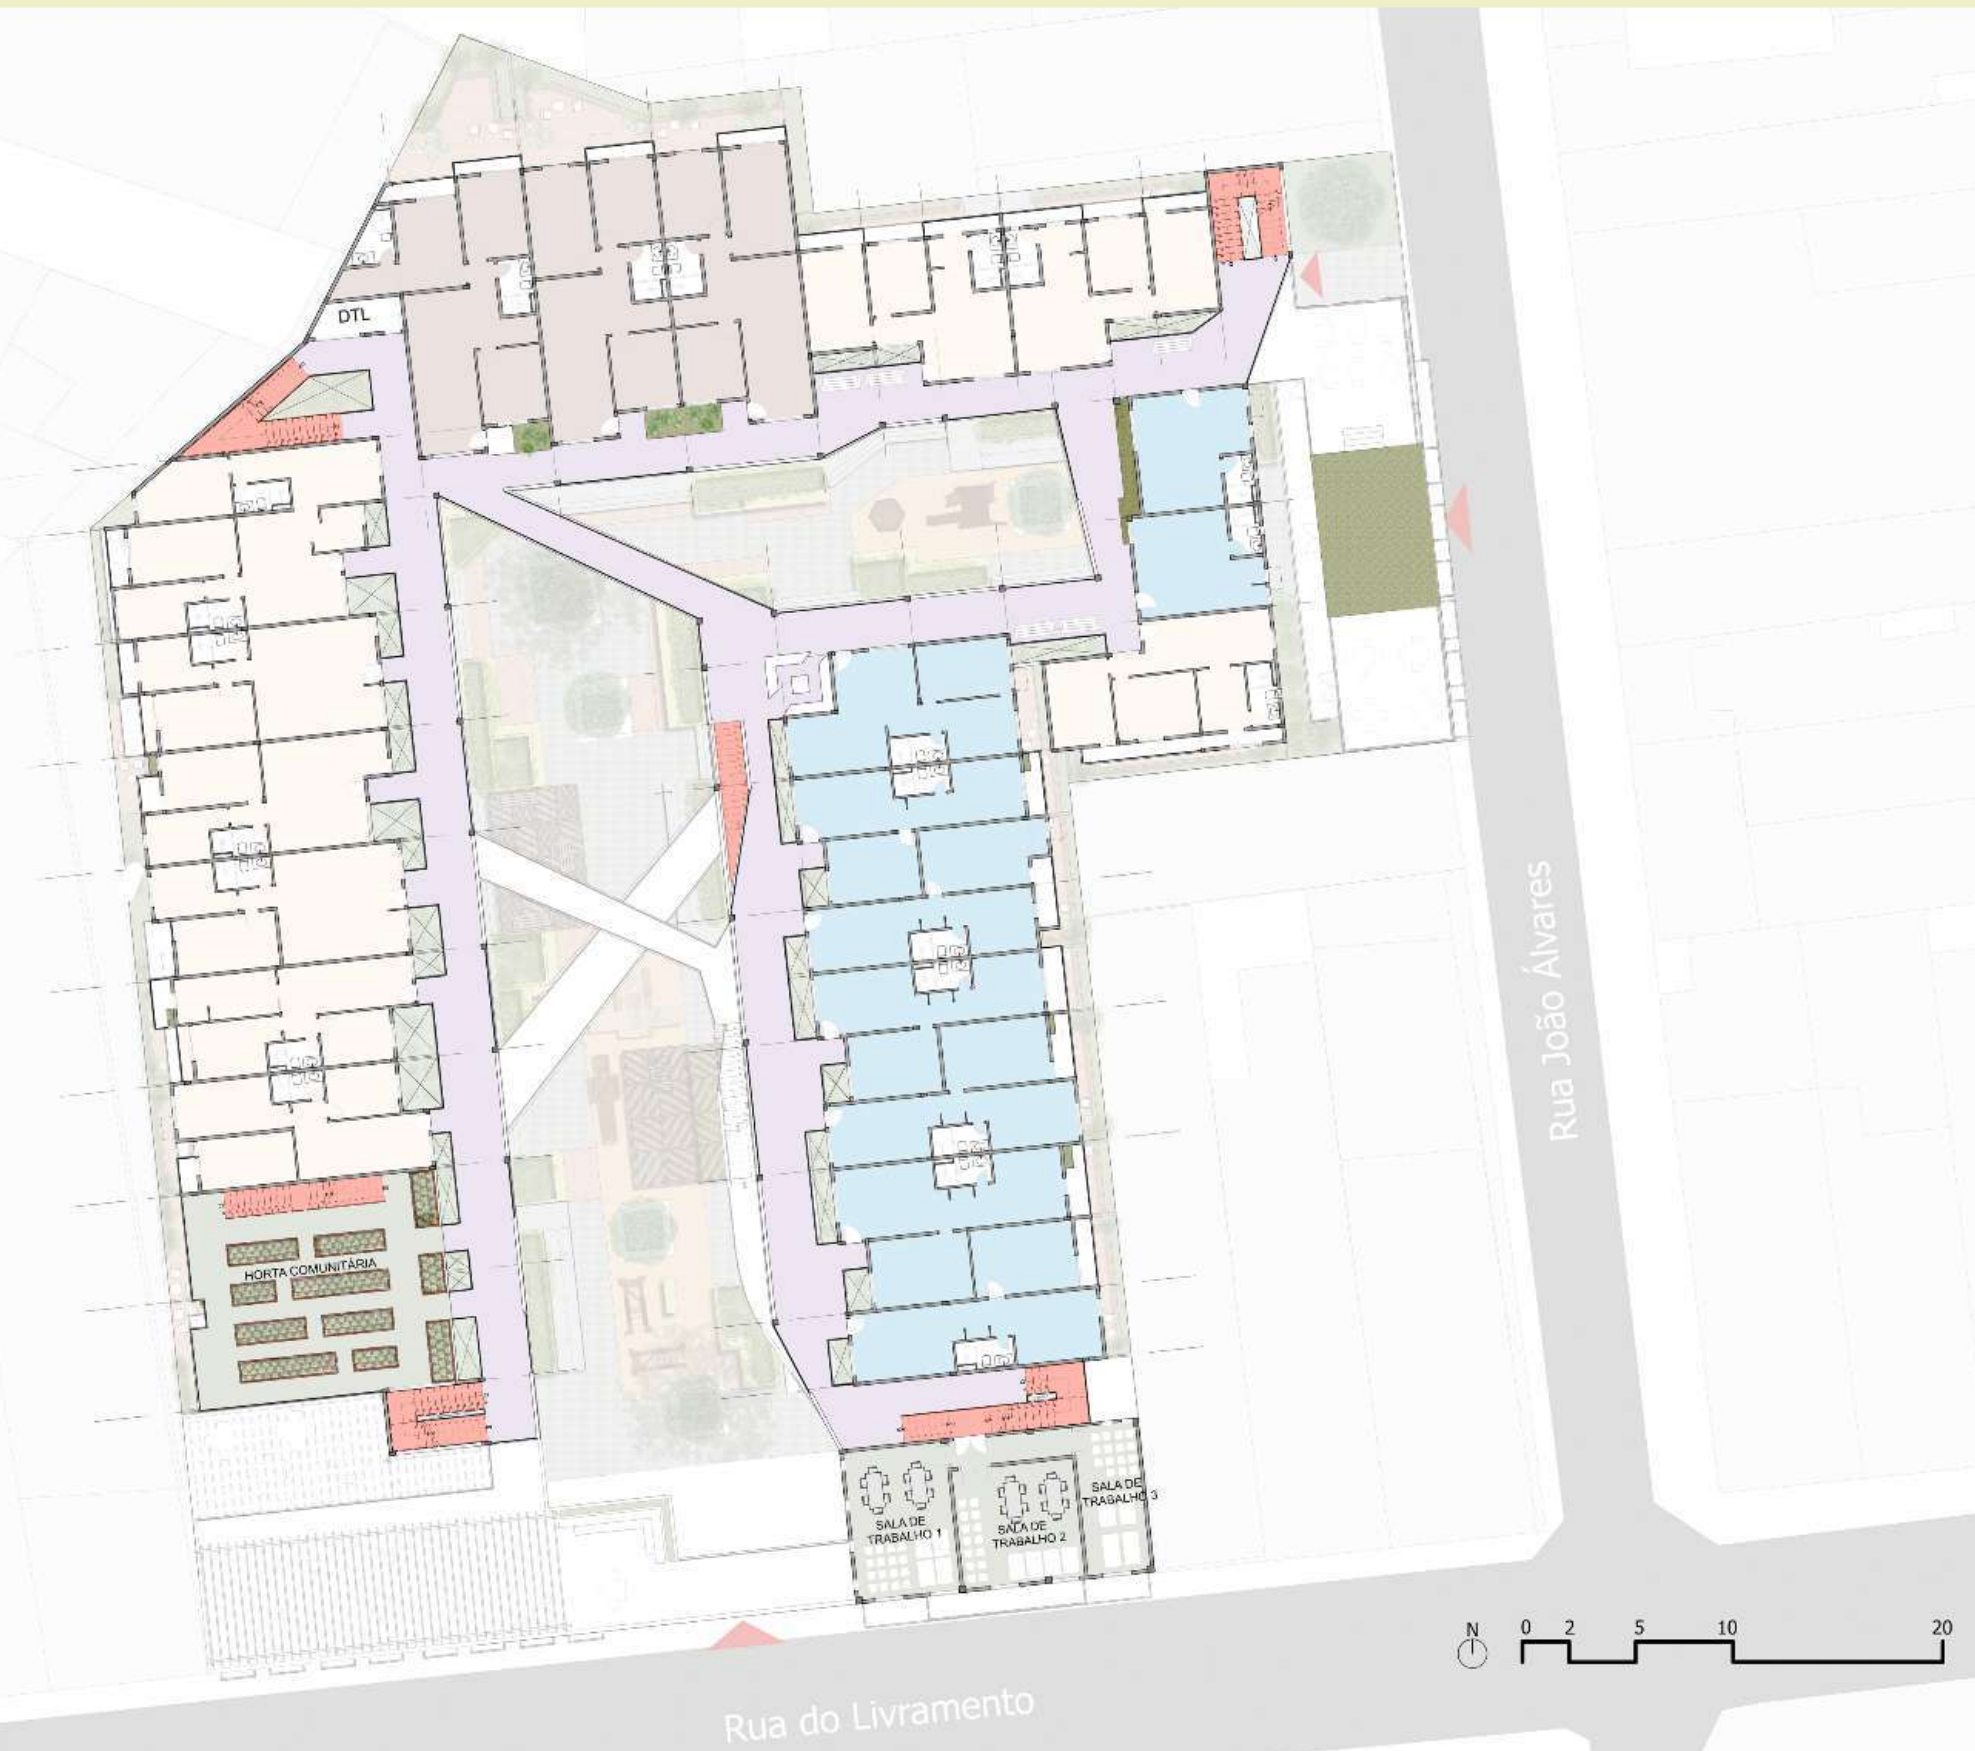 DTL
Rua João Álvares
HORTA COMUNITÁRIA
SALA DE
TRABALHO 1
SALA DE
TRABALHO 2
SALA DE
TRABALHO 3
N
0 2 5 10 20
Rua do Livramento